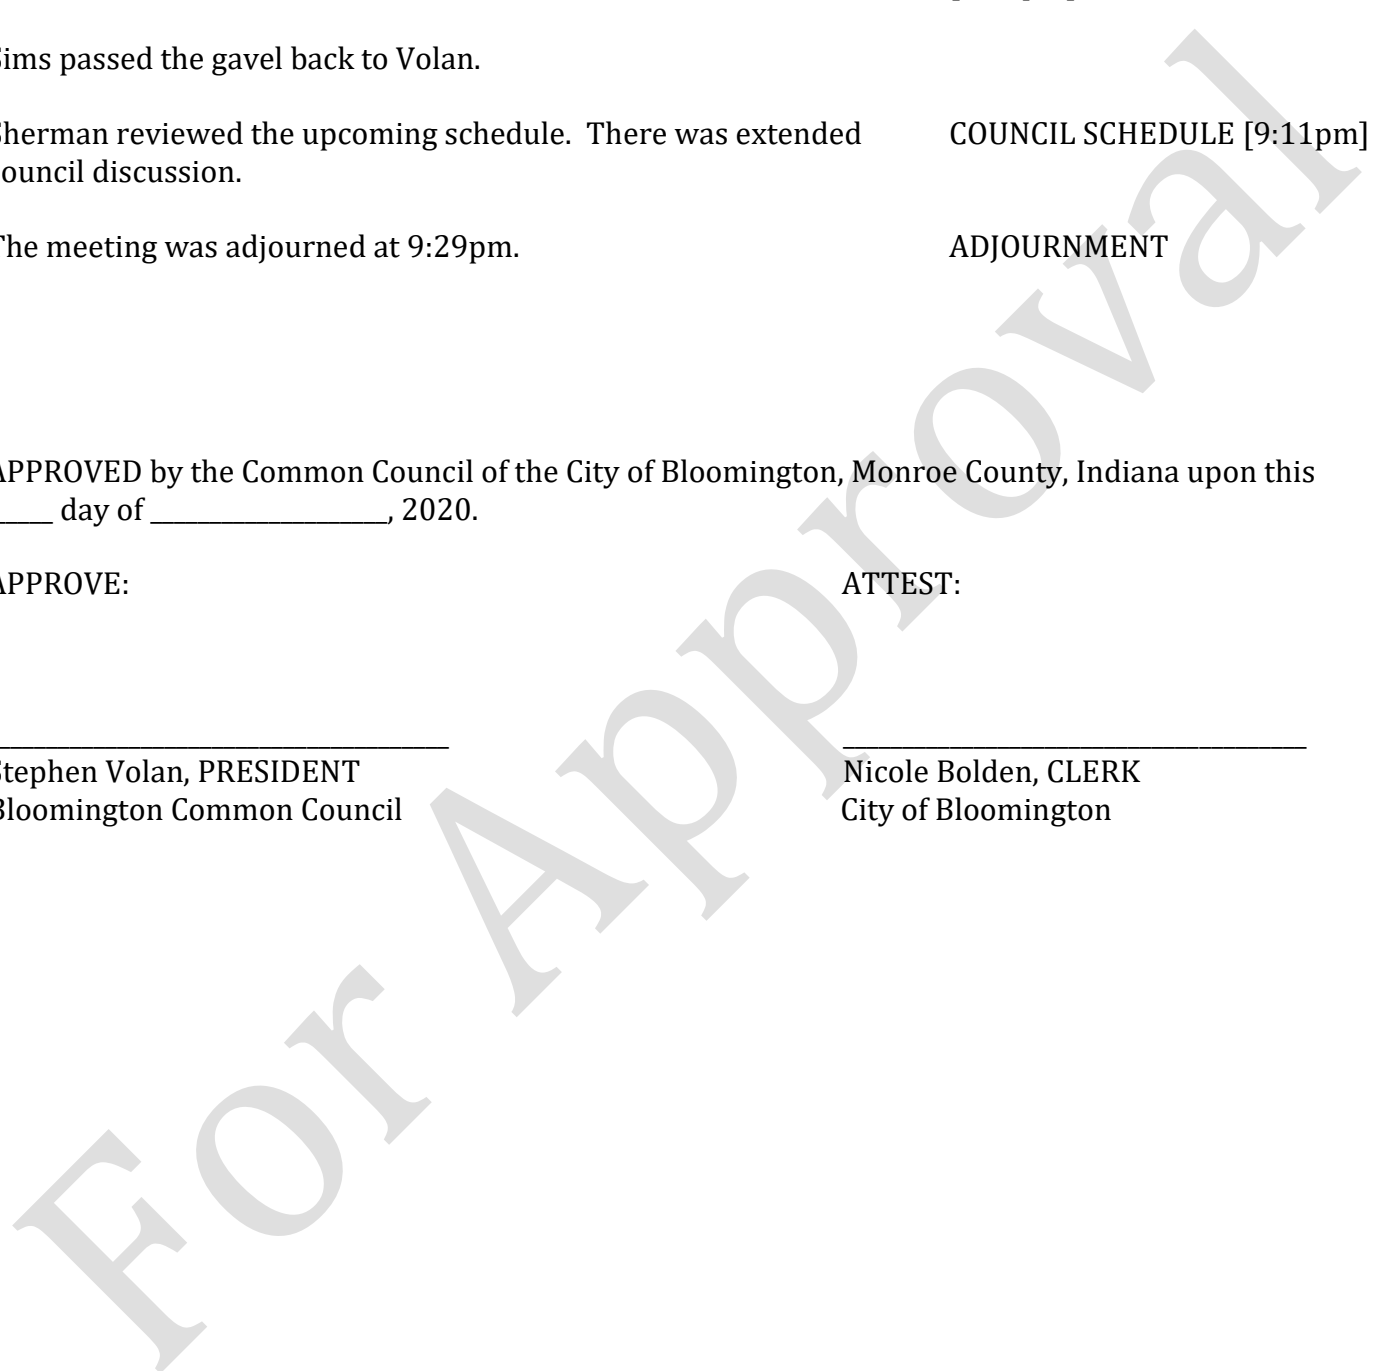 Sims passed the gavel back to Volan.
Sherman reviewed the upcoming schedule.  There was extended COUNCIL SCHEDULE [9:11pm]
council discussion.
The meeting was adjourned at 9:29pm. ADJOURNMENT
APPROVED by the Common Council of the City of Bloomington, Monroe County, Indiana upon this
_____ day of ____________________, 2020.
APPROVE: ATTEST:
Stephen Volan, PRESIDENT Nicole Bolden, CLERK
Bloomington Common Council City of Bloomington
For Approval